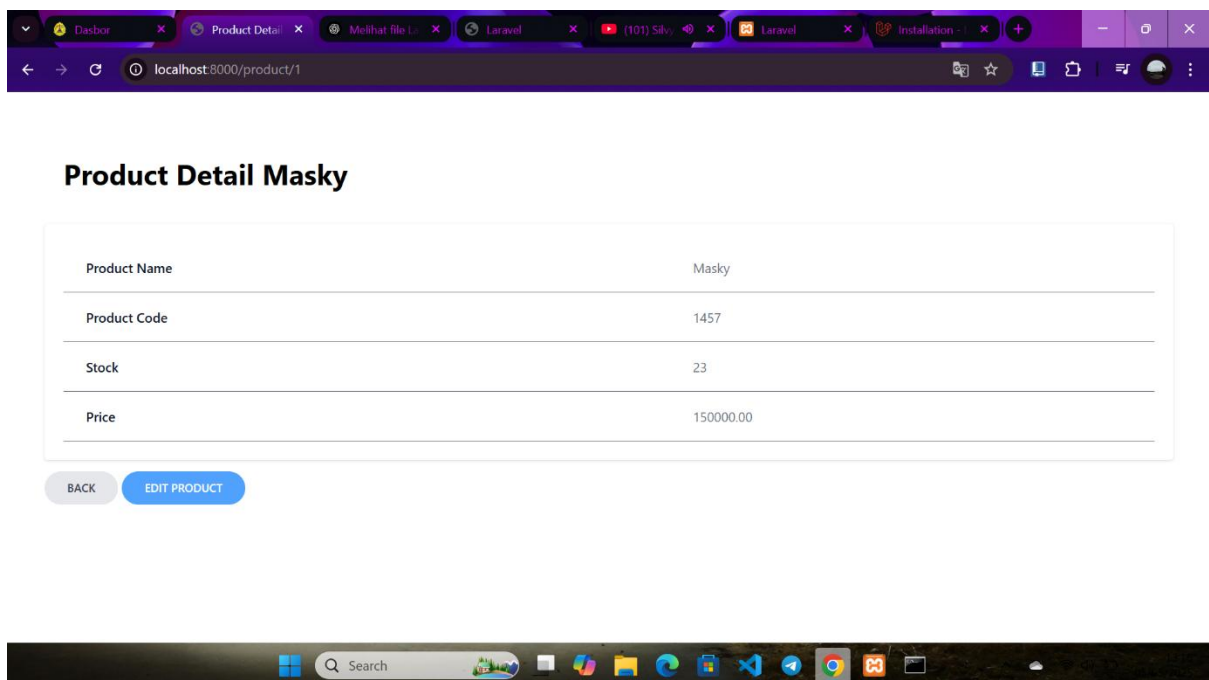 Dasbor
Product Detail
Melihat file La
Laravel
(101) Silvy
Laravel
Installation - L
localhost:8000/product/1
Product Detail Masky
Product Name Masky
Product Code 1457
Stock 23
Price 150000.00
BACK EDIT PRODUCT
Search